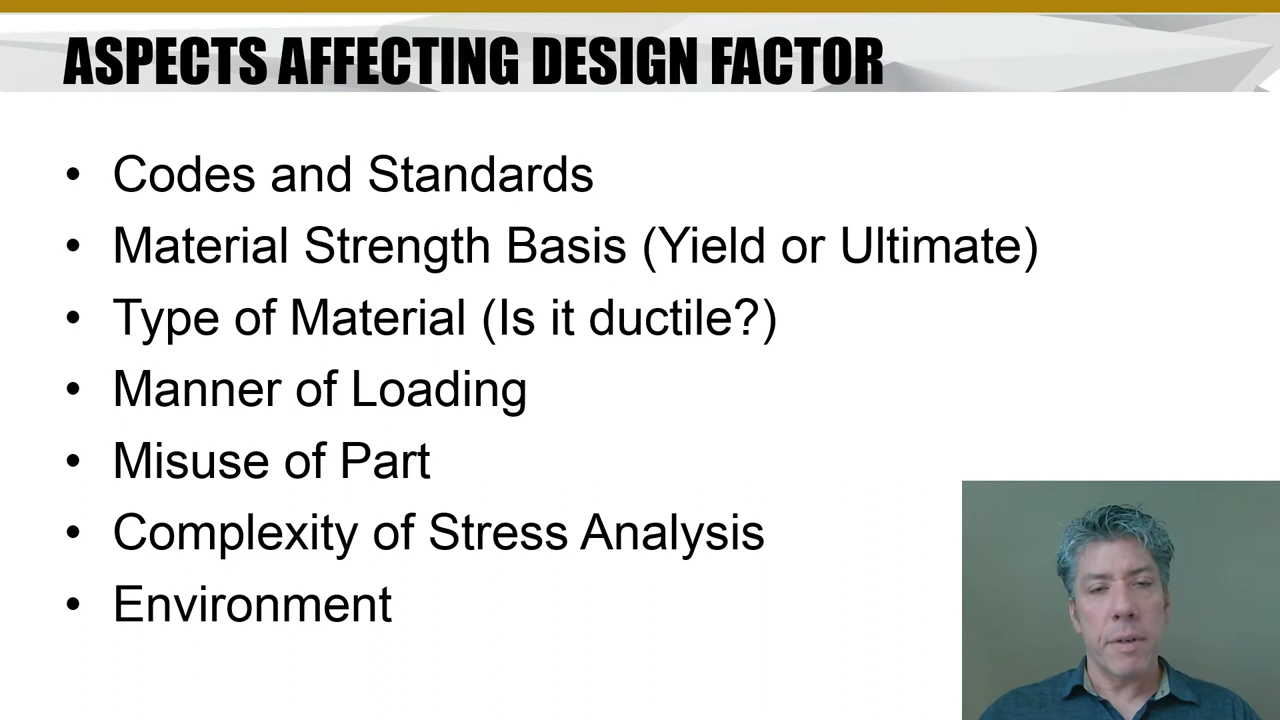 ASPECTS AFFECTING DESIGN FACTOR
• Codes and Standards
• Material Strength Basis (Yield or Ultimate)
• Type of Material (Is it ductile?)
• Manner of Loading
• Misuse of Part
• Complexity of Stress Analysis
• Environment